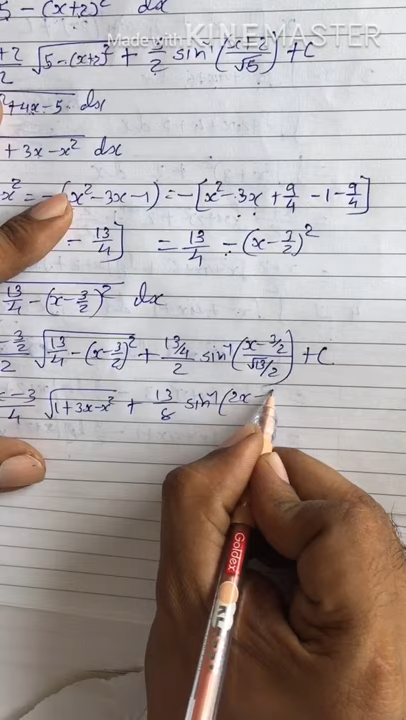 5 - (x+2)² dx
Made with KINEMASTER
+2/2 √5-(x+2)² + 5/2 sin⁻¹(x+2/√5) + C
²+4x-5 dx
+ 3x - x² dx
x² = -(x²-3x-1) = -[x²-3x+9/4 -1-9/4]
- 13/4] = 13/4 - (x-3/2)²
13/4 - (x-3/2)² dx
-3/2/2 √13/4-(x-3/2)² + 13/4/2 sin⁻¹(x-3/2/√13/2) + C
-3/4 √1+3x-x² + 13/8 sin⁻¹(2x-
Goldex